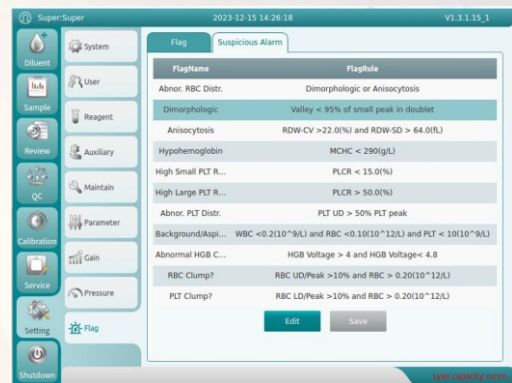 Super:Super 2023-12-15 14:26:18 V1.3.1.15_1
Diluent
Sample
Review
QC
Calibration
Service
Setting
Shutdown
System
User
Reagent
Auxiliary
Maintain
Parameter
Gain
Pressure
Flag
Flag Suspicious Alarm
FlagName FlagRule
Abnor. RBC Distr. Dimorphologic or Anisocytosis
Dimorphologic Valley < 95% of small peak in doublet
Anisocytosis RDW-CV >22.0(%) and RDW-SD > 64.0(fL)
Hypohemoglobin MCHC < 290(g/L)
High Small PLT R... PLCR < 15.0(%)
High Large PLT R... PLCR > 50.0(%)
Abnor. PLT Distr. PLT UD > 50% PLT peak
Background/Aspi... WBC <0.2(10^9/L) and RBC <0.10(10^12/L) and PLT < 10(10^9/L)
Abnormal HGB C... HGB Voltage > 4 and HGB Voltage< 4.8
RBC Clump? RBC UD/Peak >10% and RBC > 0.20(10^12/L)
PLT Clump? RBC LD/Peak >10% and RBC > 0.20(10^12/L)
Edit Save
Lyse capacity runs